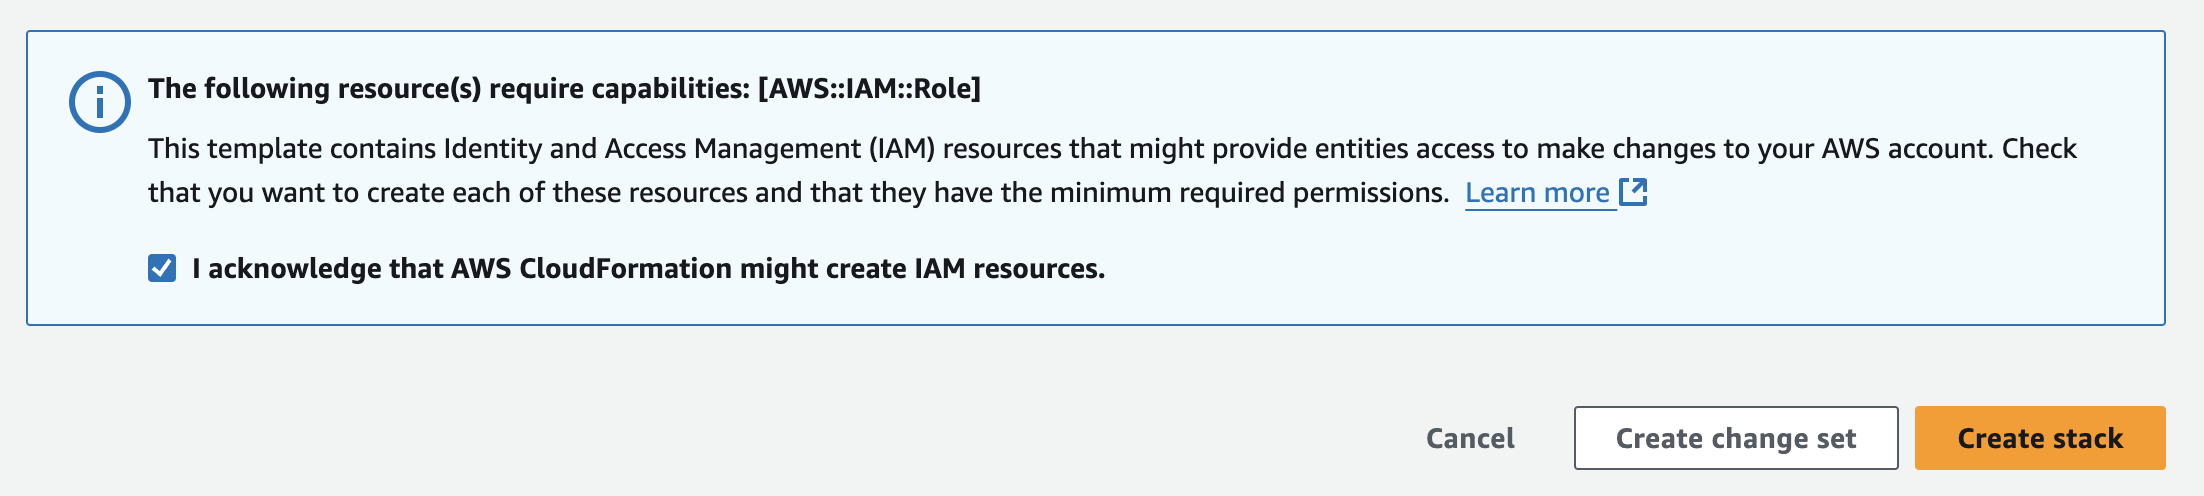 The following resource(s) require capabilities: [AWS::IAM::Role]
This template contains Identity and Access Management (IAM) resources that might provide entities access to make changes to your AWS account. Check
that you want to create each of these resources and that they have the minimum required permissions. Learn more
I acknowledge that AWS CloudFormation might create IAM resources.
Cancel
Create change set
Create stack